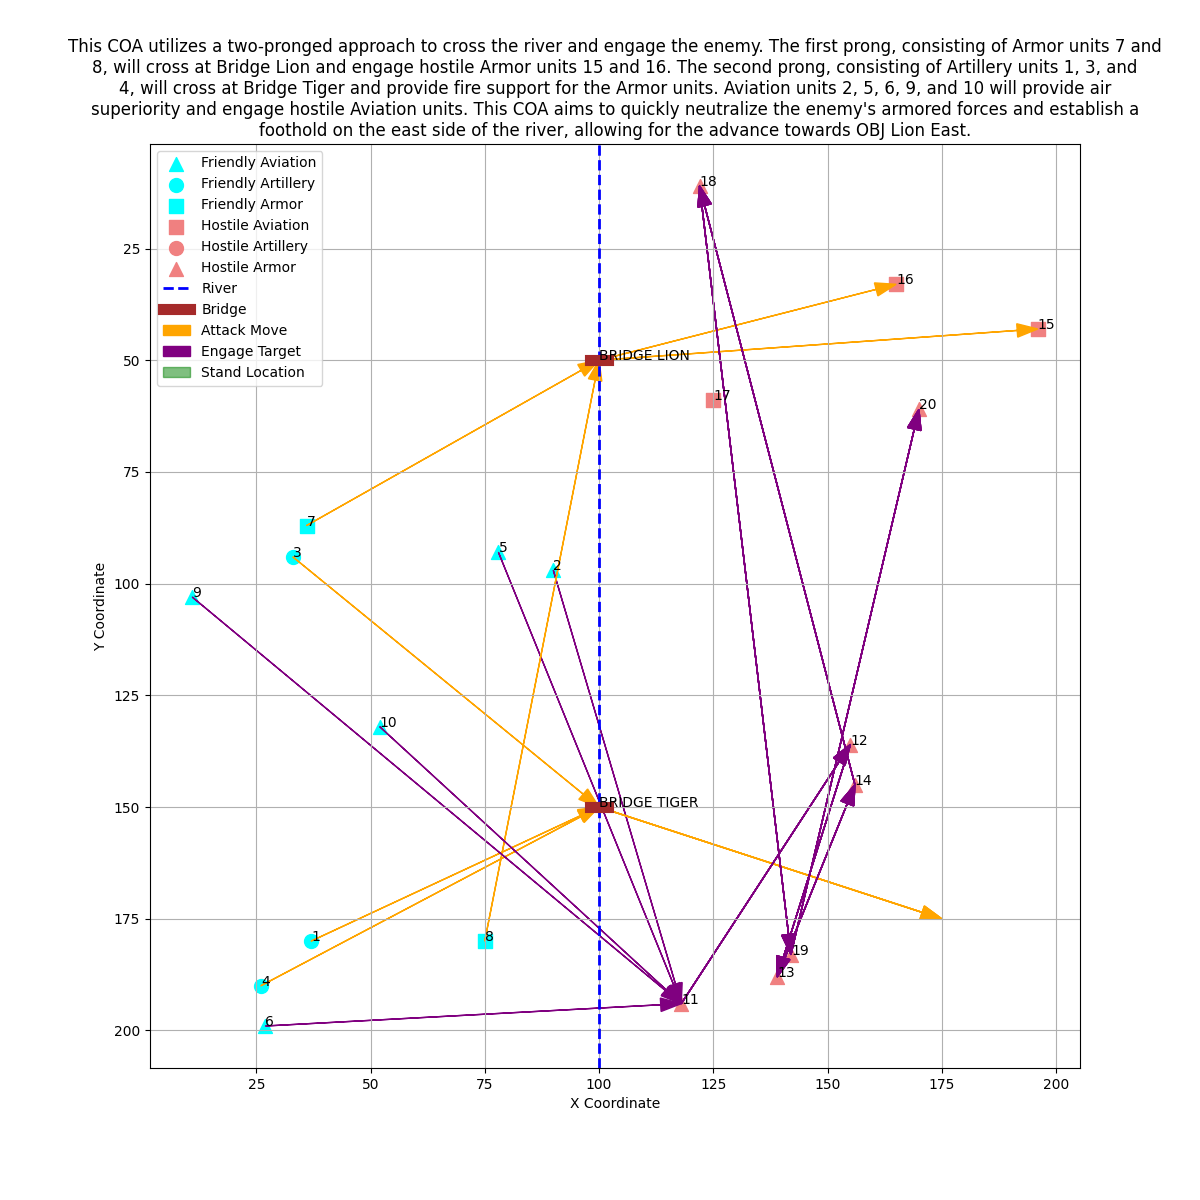 This COA utilizes a two-pronged approach to cross the river and engage the enemy. The first prong, consisting of Armor units 7 and
8, will cross at Bridge Lion and engage hostile Armor units 15 and 16. The second prong, consisting of Artillery units 1, 3, and
4, will cross at Bridge Tiger and provide fire support for the Armor units. Aviation units 2, 5, 6, 9, and 10 will provide air
superiority and engage hostile Aviation units. This COA aims to quickly neutralize the enemy's armored forces and establish a
foothold on the east side of the river, allowing for the advance towards OBJ Lion East.
Friendly Aviation
Friendly Artillery
Friendly Armor
Hostile Aviation
Hostile Artillery
Hostile Armor
River
Bridge
Attack Move
Engage Target
Stand Location
18
16
15
BRIDGE LION
17
20
7
3
5
2
9
10
12
14
BRIDGE TIGER
1
8
19
13
4
11
6
25
50
75
100
125
150
175
200
Y Coordinate
25
50
75
100
125
150
175
200
X Coordinate